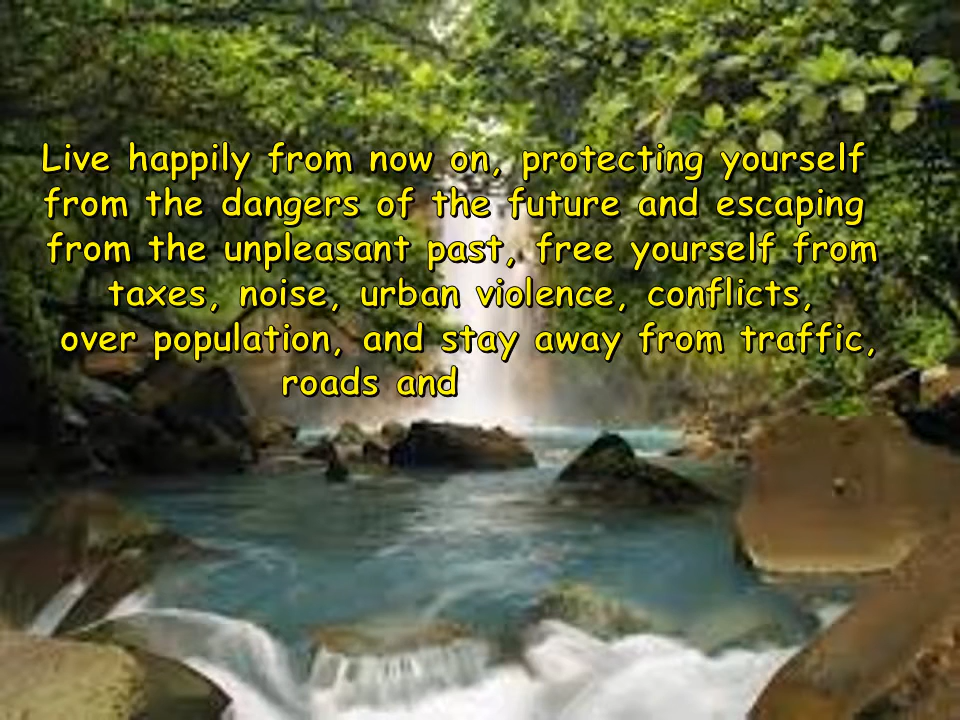 Live happily from now on, protecting yourself
from the dangers of the future and escaping
from the unpleasant past, free yourself from
taxes, noise, urban violence, conflicts,
over population, and stay away from traffic,
roads and